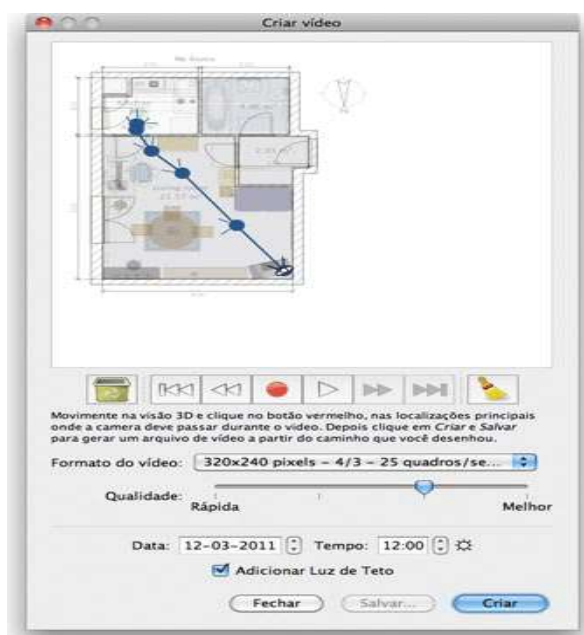 Criar vídeo
Movimente na visão 3D e clique no botão vermelho, nas localizações principais
onde a camera deve passar durante o video. Depois clique em Criar e Salvar
para gerar um arquivo de vídeo a partir do caminho que você desenhou.
Formato do vídeo: 320x240 pixels – 4/3 – 25 quadros/se...
Qualidade:
Rápida Melhor
Data: 12-03-2011 Tempo: 12:00
Adicionar Luz de Teto
Fechar Salvar... Criar